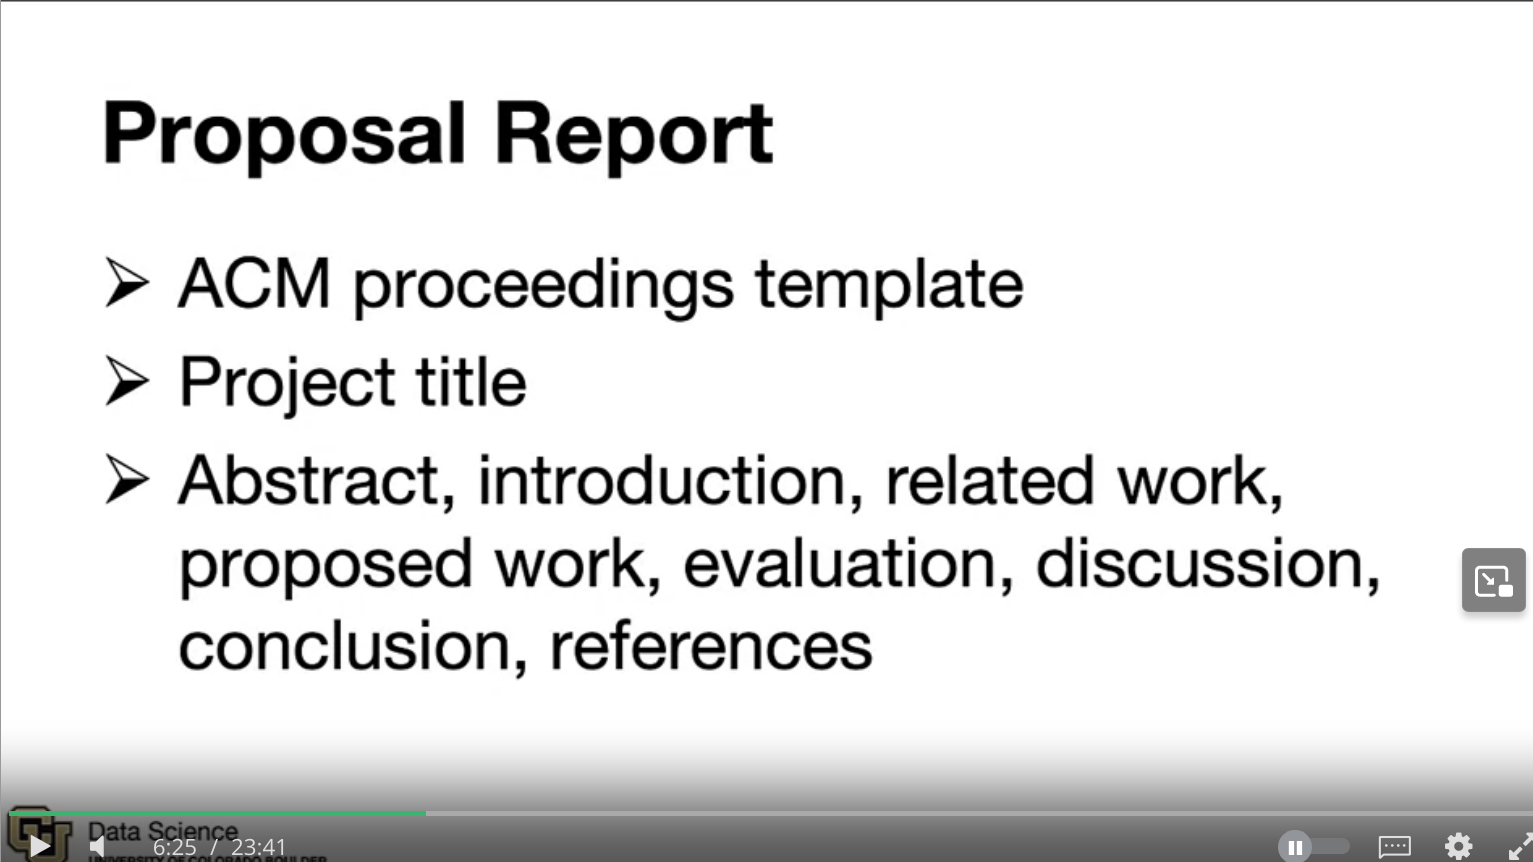 Proposal Report
➢ ACM proceedings template
➢ Project title
➢ Abstract, introduction, related work,
proposed work, evaluation, discussion,
conclusion, references
Data Science
UNIVERSITY OF COLORADO BOULDER
6:25 / 23:41